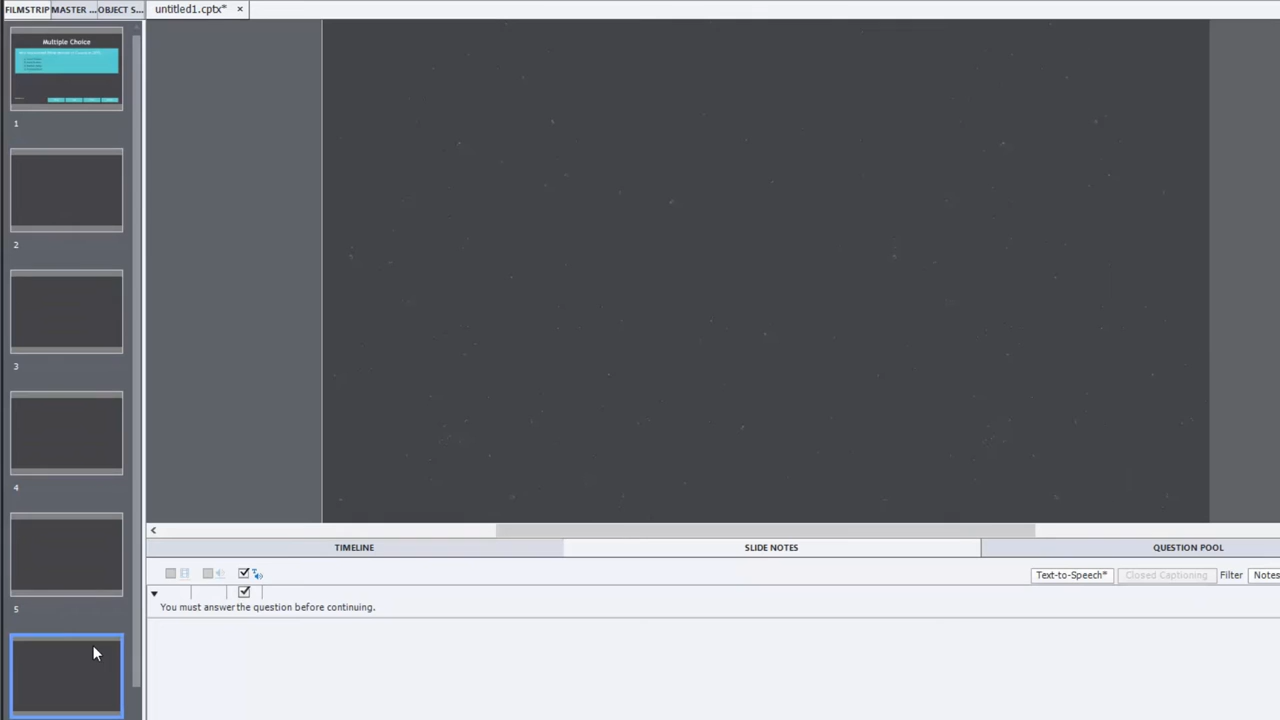 FILMSTRIP MASTER ... OBJECT S... untitled1.cptx* ×
Multiple Choice
1
2
3
4
5
TIMELINE SLIDE NOTES QUESTION POOL
Text-to-Speech* Closed Captioning Filter Notes
You must answer the question before continuing.